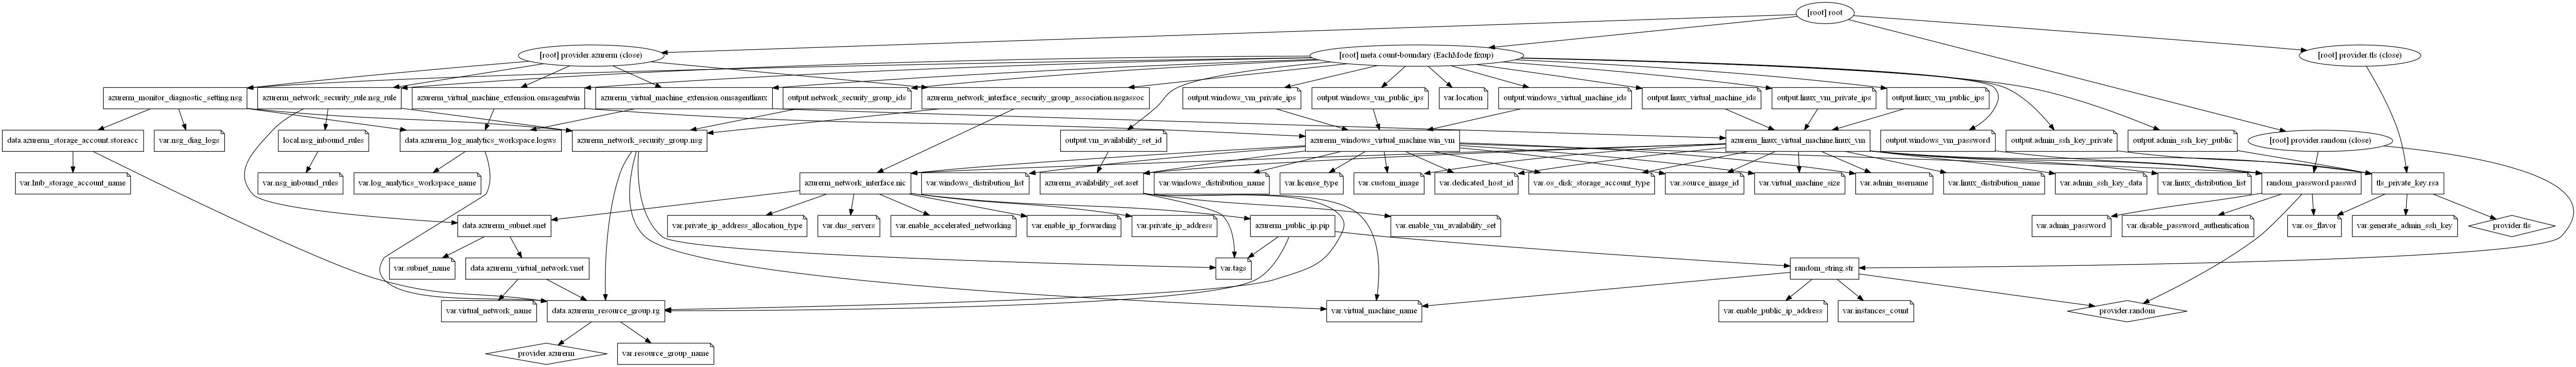 [root] root
[root] provider.azurerm (close)
[root] meta.count-boundary (EachMode fixup)
[root] provider.tls (close)
azurerm_monitor_diagnostic_setting.nsg
azurerm_network_security_rule.nsg_rule
azurerm_virtual_machine_extension.omsagentwin
azurerm_virtual_machine_extension.omsagentlinux
output.network_security_group_ids
azurerm_network_interface_security_group_association.nsgassoc
output.windows_vm_private_ips
output.windows_vm_public_ips
var.location
output.windows_virtual_machine_ids
output.linux_virtual_machine_ids
output.linux_vm_private_ips
output.linux_vm_public_ips
data.azurerm_storage_account.storeacc
var.nsg_diag_logs
local.nsg_inbound_rules
data.azurerm_log_analytics_workspace.logws
azurerm_network_security_group.nsg
output.vm_availability_set_id
azurerm_windows_virtual_machine.win_vm
azurerm_linux_virtual_machine.linux_vm
output.windows_vm_password
output.admin_ssh_key_private
output.admin_ssh_key_public
[root] provider.random (close)
var.hub_storage_account_name
var.nsg_inbound_rules
var.log_analytics_workspace_name
azurerm_network_interface.nic
var.windows_distribution_list
azurerm_availability_set.aset
var.windows_distribution_name
var.license_type
var.custom_image
var.dedicated_host_id
var.os_disk_storage_account_type
var.source_image_id
var.virtual_machine_size
var.admin_username
var.linux_distribution_name
var.admin_ssh_key_data
var.linux_distribution_list
random_password.passwd
tls_private_key.rsa
data.azurerm_subnet.snet
var.private_ip_address_allocation_type
var.dns_servers
var.enable_accelerated_networking
var.enable_ip_forwarding
var.private_ip_address
azurerm_public_ip.pip
var.enable_vm_availability_set
var.admin_password
var.disable_password_authentication
var.os_flavor
var.generate_admin_ssh_key
provider.tls
var.subnet_name
data.azurerm_virtual_network.vnet
var.tags
random_string.str
var.virtual_network_name
data.azurerm_resource_group.rg
var.virtual_machine_name
var.enable_public_ip_address
var.instances_count
provider.random
provider.azurerm
var.resource_group_name